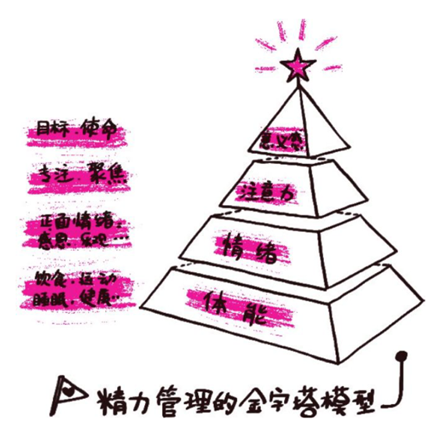 目标、使命
意义感
专注、聚焦
注意力
正面情绪、
感恩、乐观…
情绪
饮食、运动
睡眠、健康…
体能
精力管理的金字塔模型